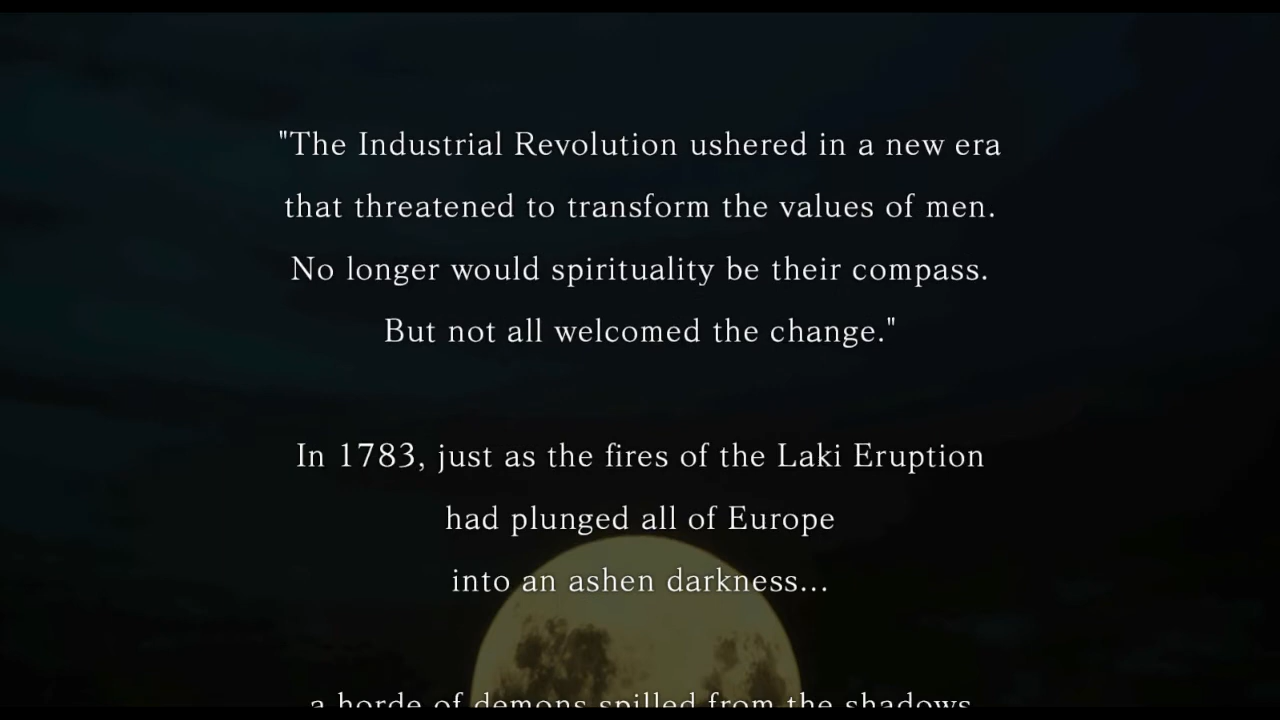 "The Industrial Revolution ushered in a new era
that threatened to transform the values of men.
No longer would spirituality be their compass.
But not all welcomed the change."
In 1783, just as the fires of the Laki Eruption
had plunged all of Europe
into an ashen darkness...
a horde of demons spilled from the shadows